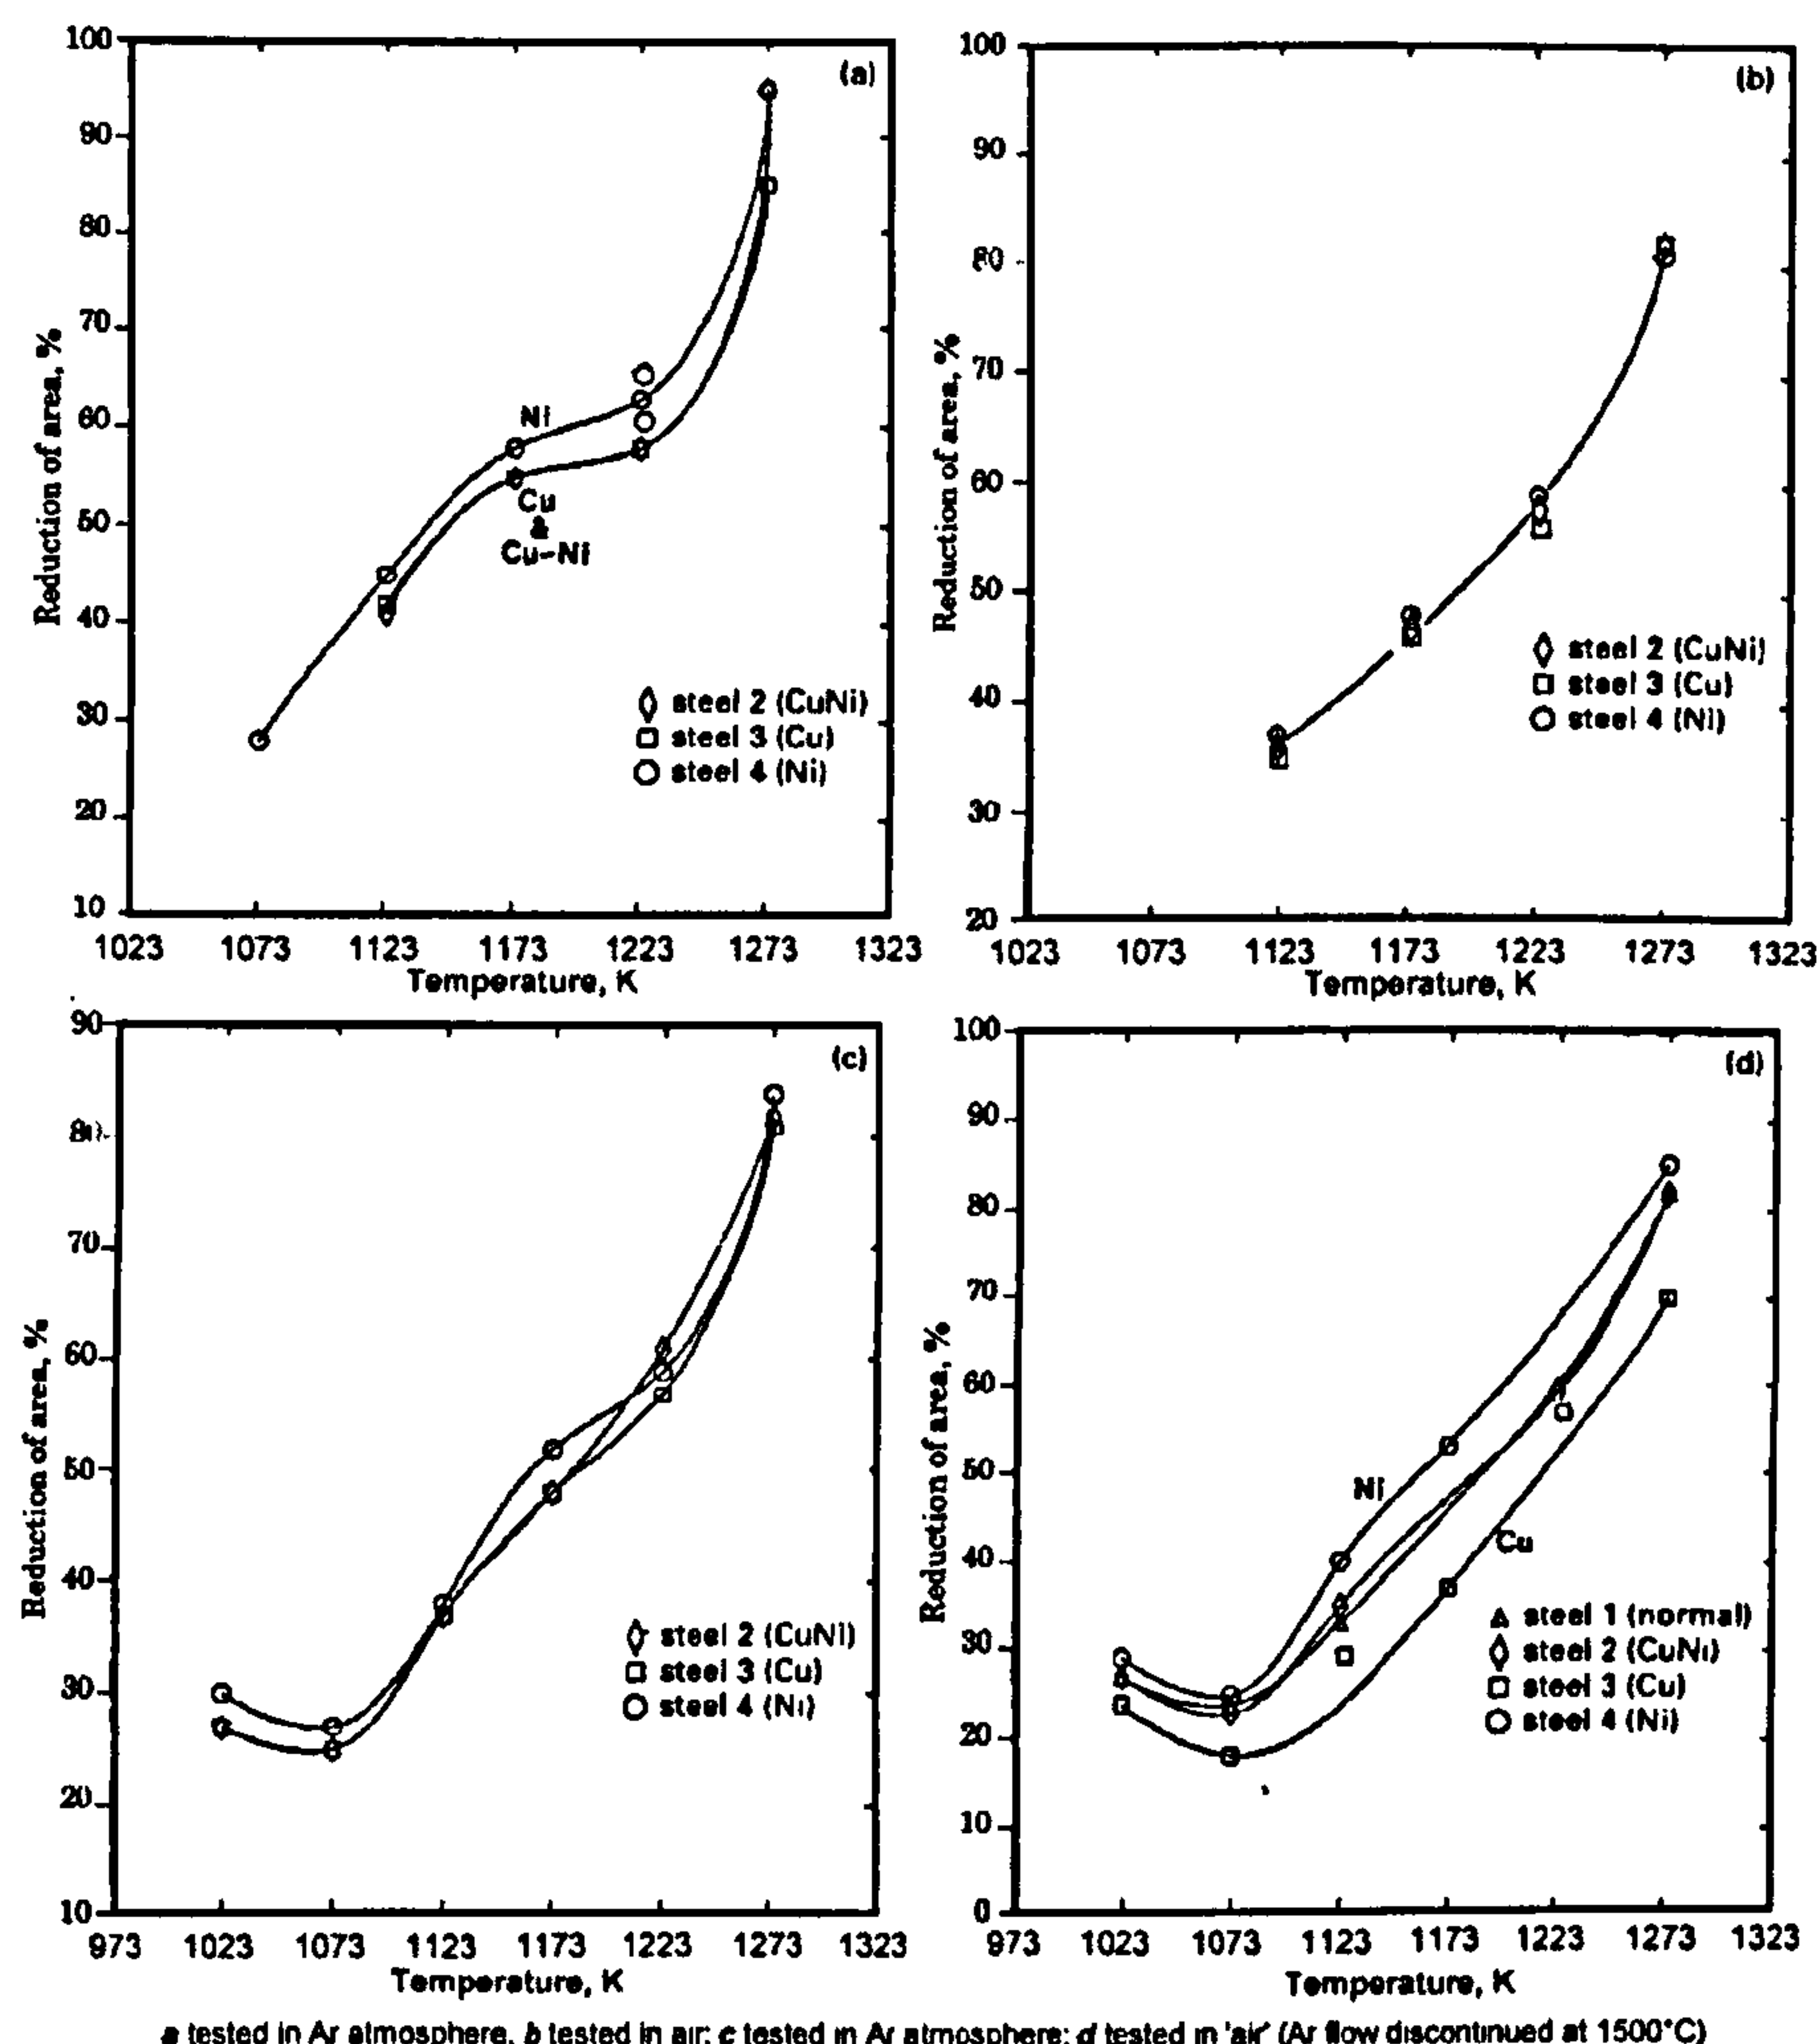 (a)
100
90
80
70
60
50
40
30
20
10
Reduction of area, %
Ni
Cu
&
Cu-Ni
steel 2 (CuNi)
steel 3 (Cu)
steel 4 (Ni)
1023 1073 1123 1173 1223 1273 1323
Temperature, K
(b)
100
90
80
70
60
50
40
30
20
Reduction of area, %
steel 2 (CuNi)
steel 3 (Cu)
steel 4 (Ni)
1023 1073 1123 1173 1223 1273 1323
Temperature, K
(c)
90
80
70
60
50
40
30
20
10
Reduction of area, %
steel 2 (CuNi)
steel 3 (Cu)
steel 4 (Ni)
973 1023 1073 1123 1173 1223 1273 1323
Temperature, K
(d)
100
90
80
70
60
50
40
30
20
10
0
Reduction of area, %
Ni
Cu
steel 1 (normal)
steel 2 (CuNi)
steel 3 (Cu)
steel 4 (Ni)
973 1023 1073 1123 1173 1223 1273 1323
Temperature, K
a tested in Ar atmosphere, b tested in air; c tested in Ar atmosphere; d tested in 'air' (Ar flow discontinued at 1500°C)